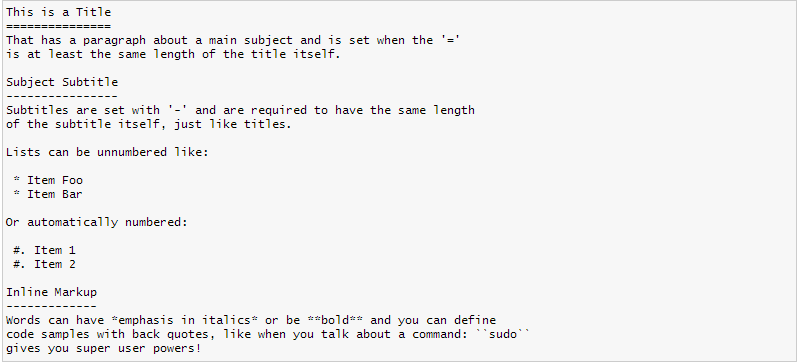 This is a Title
===============
That has a paragraph about a main subject and is set when the '='
is at least the same length of the title itself.

Subject Subtitle
----------------
Subtitles are set with '-' and are required to have the same length
of the subtitle itself, just like titles.

Lists can be unnumbered like:

 * Item Foo
 * Item Bar

Or automatically numbered:

 #. Item 1
 #. Item 2

Inline Markup
-------------
Words can have *emphasis in italics* or be **bold** and you can define
code samples with back quotes, like when you talk about a command: ``sudo``
gives you super user powers!